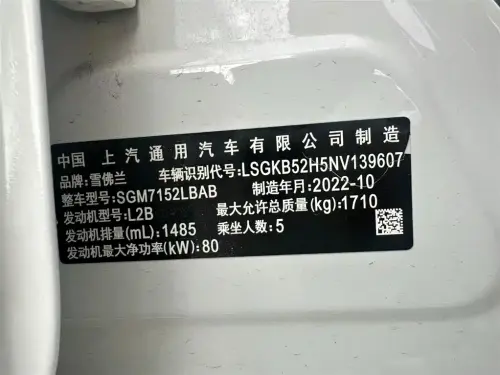 中国 上汽通用汽车有限公司制造
品牌:雪佛兰 车辆识别代号:LSGKB52H5NV139607
整车型号:SGM7152LBAB 制造年月:2022-10
发动机型号:L2B 最大允许总质量(kg):1710
发动机排量(mL):1485 乘坐人数:5
发动机最大净功率(kW):80